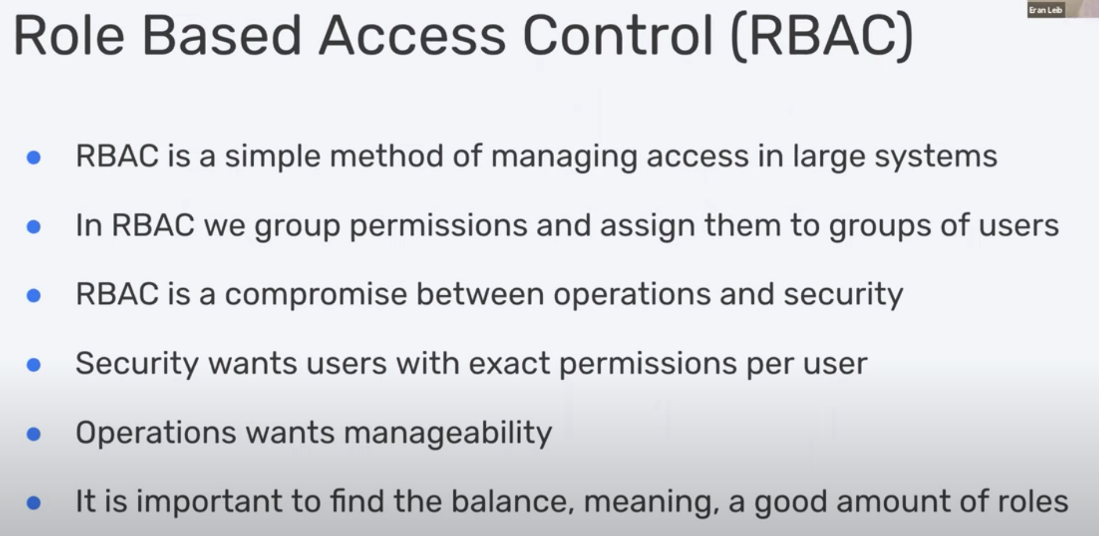 Eran Leib
Role Based Access Control (RBAC)
RBAC is a simple method of managing access in large systems
In RBAC we group permissions and assign them to groups of users
RBAC is a compromise between operations and security
Security wants users with exact permissions per user
Operations wants manageability
It is important to find the balance, meaning, a good amount of roles